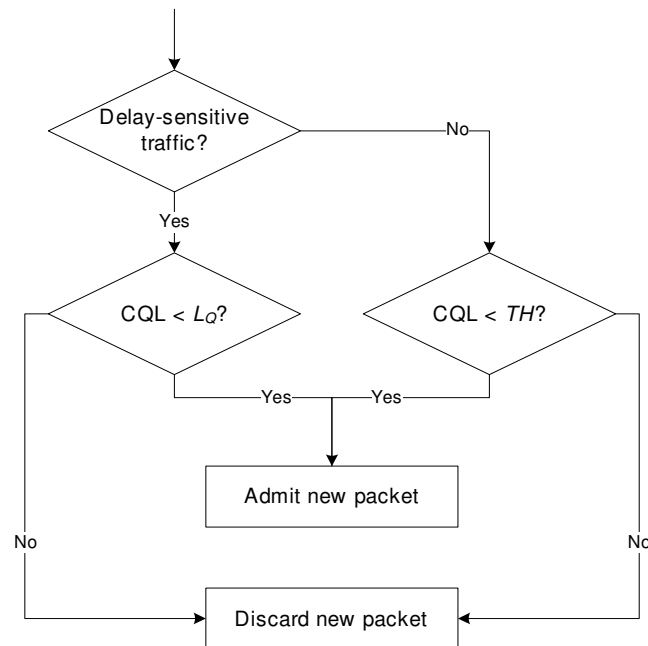 Delay-sensitive
traffic?
No
Yes
CQL < L_Q?
CQL < TH?
Yes
Yes
Admit new packet
No
No
Discard new packet